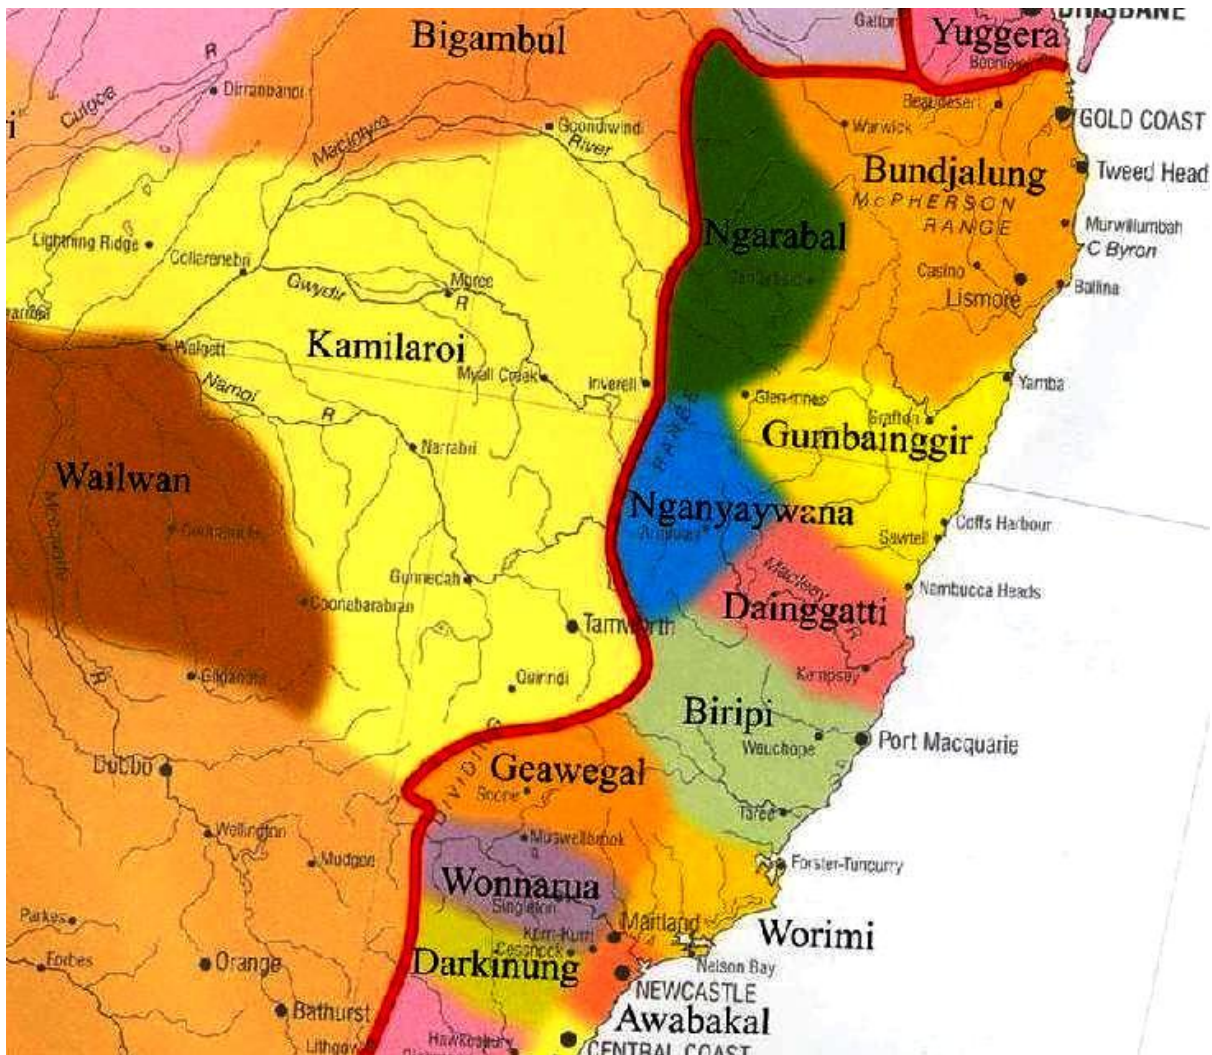 BRISBANE
Gatton
Yuggera
Bigambul
R
Dirranbandi
Culgoa
i
Macintyre
Goondiwindi
River
Beaudesert
GOLD COAST
Warwick
Bundjalung
Tweed Head
McPHERSON
RANGE
Murwillumbah
C Byron
Ngarabal
Lightning Ridge
Collarenebri
Casino
Lismore
Ballina
Gwydir
Moree
R
Kamilaroi
Walgett
Myall Creek
Inverell
Yamba
Namoi
R
RANGE
Glen Innes
Grafton
Gumbainggir
Narrabri
Wailwan
Nganyaywana
Armidale
Coffs Harbour
Sawtell
Macquarie
Macleay
R
Gunnedah
Nambucca Heads
Coonabarabran
Dainggatti
Tamworth
R
Gilgandra
Quirindi
Kempsey
Biripi
Wauchope
Port Macquarie
Dubbo
DIVIDING
Geawegal
Scone
Taree
Wellington
Muswellbrook
Mudgee
Forster-Tuncurry
Wonnarua
Singleton
Parkes
Maitland
Worimi
Kurri-Kurri
Cessnock
Forbes
Orange
Darkinung
Nelson Bay
NEWCASTLE
Bathurst
Awabakal
Lithgow
Hawkesbury
CENTRAL COAST